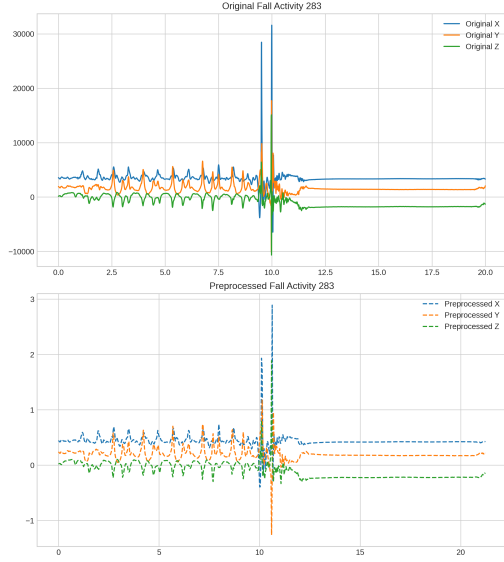 Original Fall Activity 283
Original X
Original Y
Original Z
30000
20000
10000
0
−10000
0.0 2.5 5.0 7.5 10.0 12.5 15.0 17.5 20.0
Preprocessed Fall Activity 283
Preprocessed X
Preprocessed Y
Preprocessed Z
3
2
1
0
−1
0 5 10 15 20